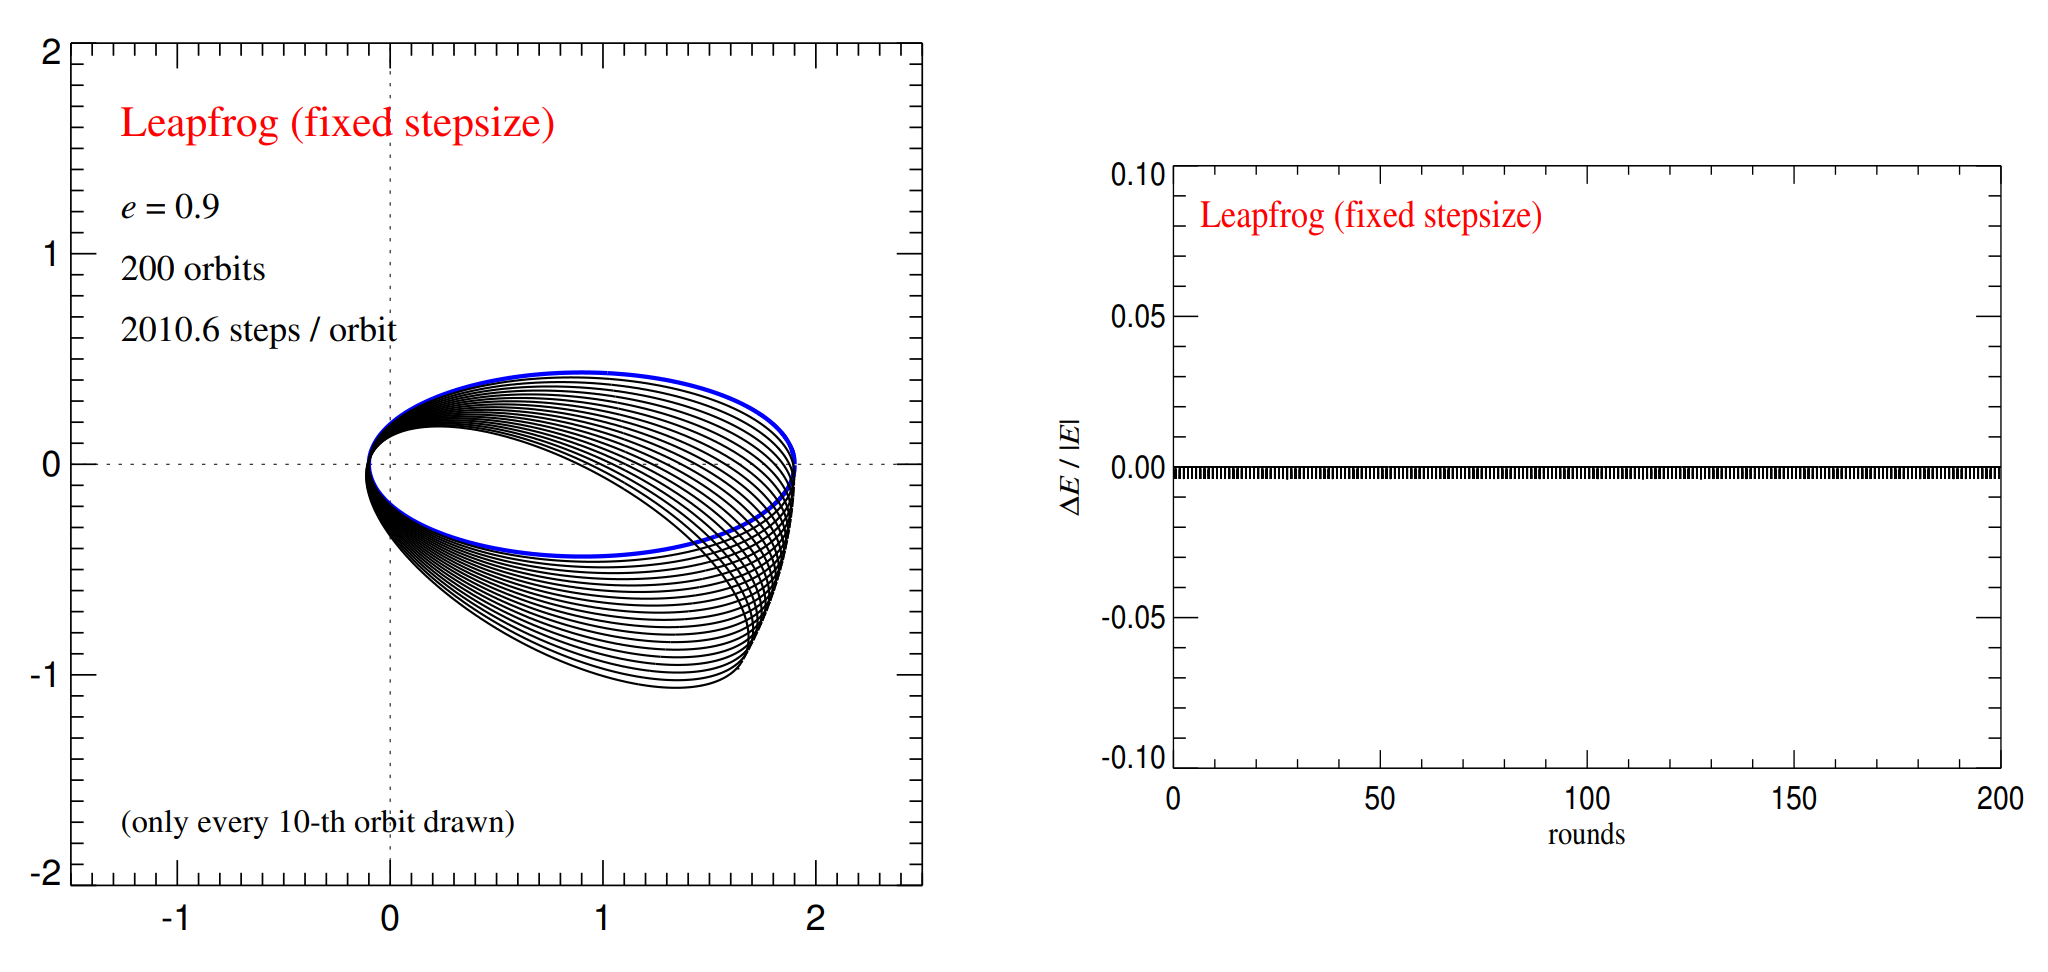 2
Leapfrog (fixed stepsize)
e = 0.9
1
200 orbits
2010.6 steps / orbit
0
-1
(only every 10-th orbit drawn)
-2
-1 0 1 2
0.10
Leapfrog (fixed stepsize)
0.05
0.00
ΔE / |E|
-0.05
-0.10
0 50 100 150 200
rounds